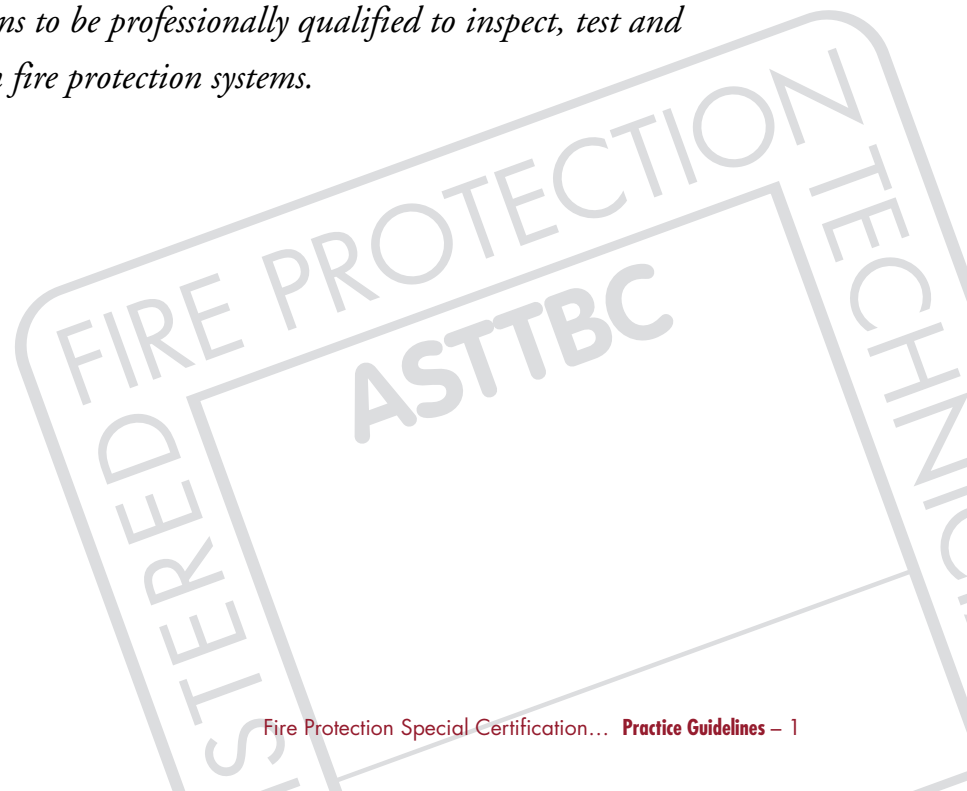 to be professionally qualified to inspect, test and
fire protection systems.
FIRE PROTECTION
ASTTBC
Fire Protection Special Certification… Practice Guidelines – 1